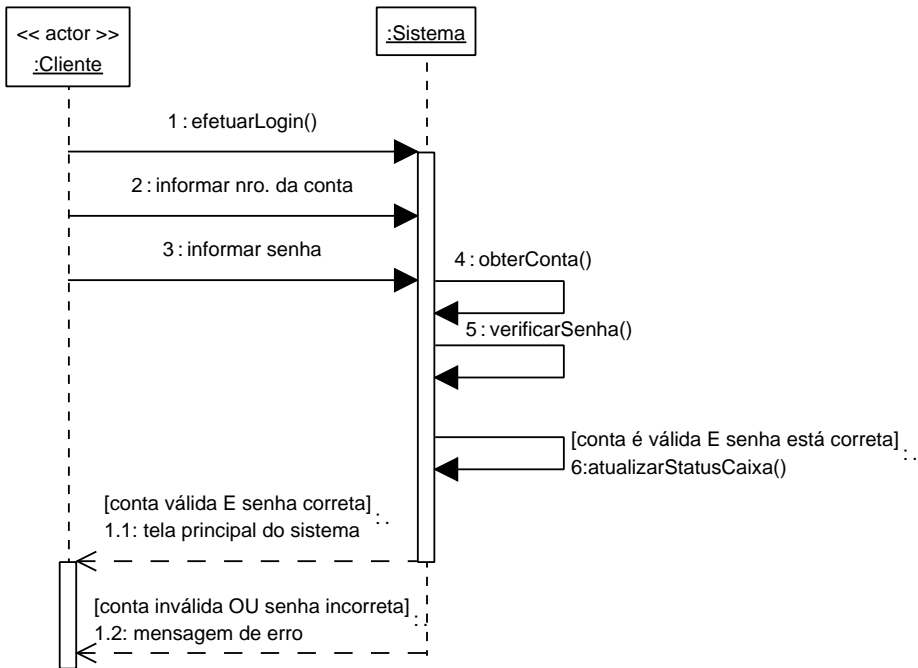 << actor >>
:Cliente
:Sistema
1 : efetuarLogin()
2 : informar nro. da conta
3 : informar senha
4 : obterConta()
5 : verificarSenha()
[conta é válida E senha está correta]
6:atualizarStatusCaixa()
: .
[conta válida E senha correta]
1.1: tela principal do sistema
: .
[conta inválida OU senha incorreta]
1.2: mensagem de erro
: .